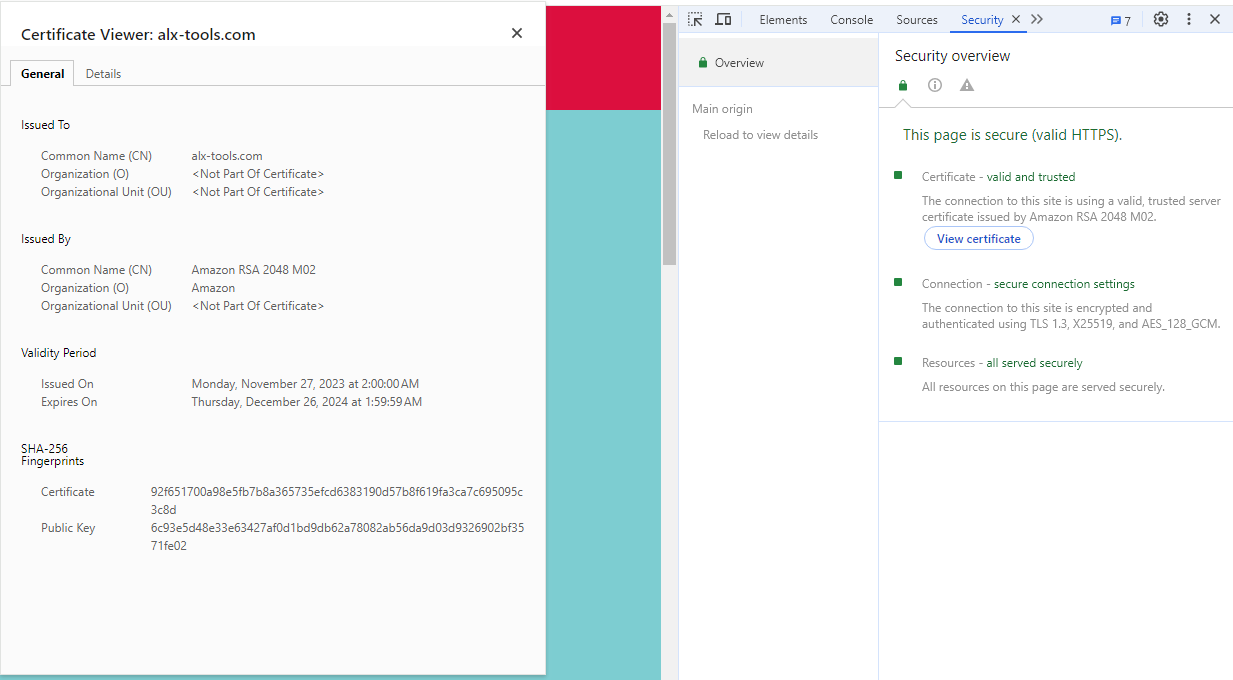 Certificate Viewer: alx-tools.com
General Details
Issued To
Common Name (CN) alx-tools.com
Organization (O) <Not Part Of Certificate>
Organizational Unit (OU) <Not Part Of Certificate>
Issued By
Common Name (CN) Amazon RSA 2048 M02
Organization (O) Amazon
Organizational Unit (OU) <Not Part Of Certificate>
Validity Period
Issued On Monday, November 27, 2023 at 2:00:00 AM
Expires On Thursday, December 26, 2024 at 1:59:59 AM
SHA-256
Fingerprints
Certificate 92f651700a98e5fb7b8a365735efcd6383190d57b8f619fa3ca7c695095c
3c8d
Public Key 6c93e5d48e33e63427af0d1bd9db62a78082ab56da9d03d9326902bf35
71fe02
Elements Console Sources Security 7
Overview
Main origin
Reload to view details
Security overview
This page is secure (valid HTTPS).
Certificate - valid and trusted
The connection to this site is using a valid, trusted server
certificate issued by Amazon RSA 2048 M02.
View certificate
Connection - secure connection settings
The connection to this site is encrypted and
authenticated using TLS 1.3, X25519, and AES_128_GCM.
Resources - all served securely
All resources on this page are served securely.